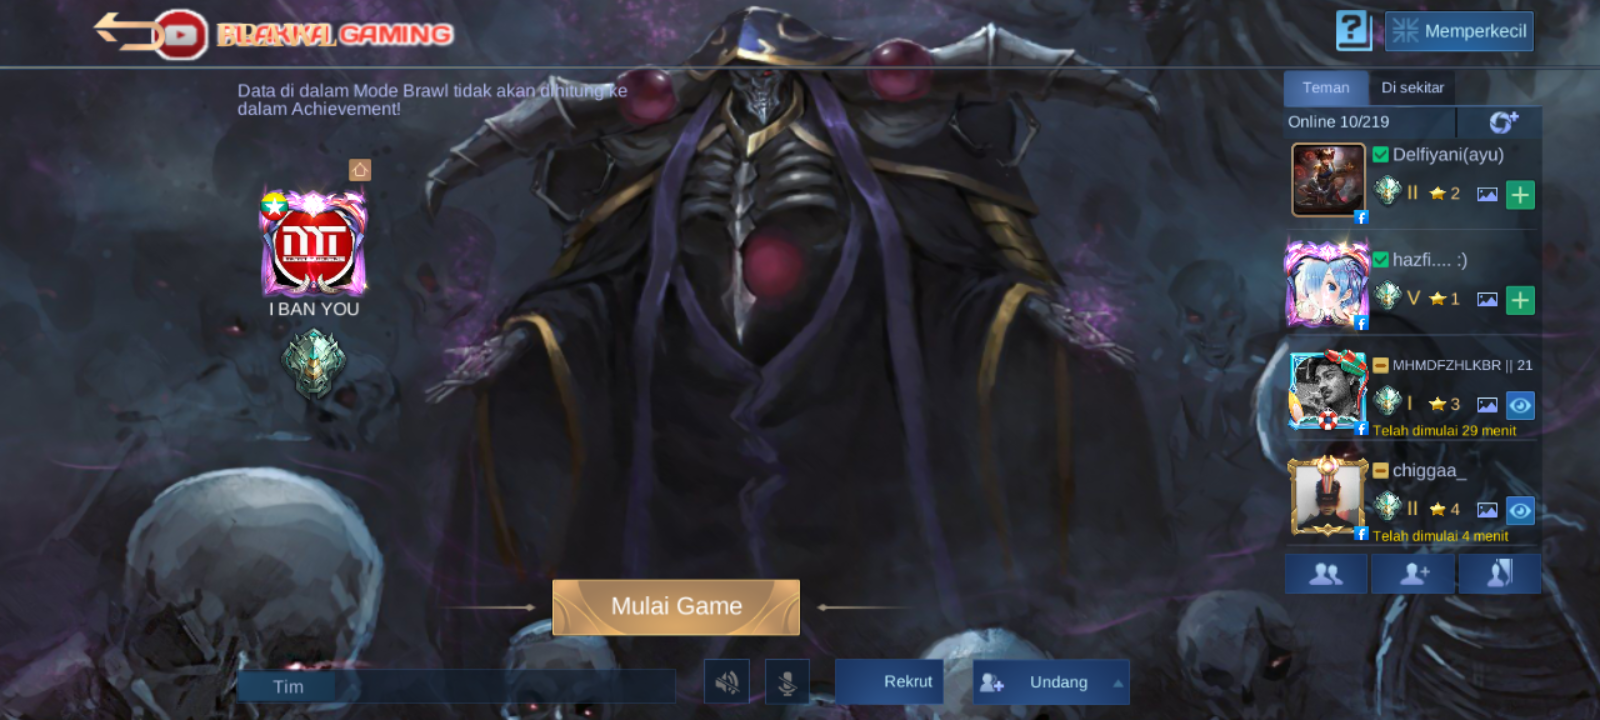 BRAWL
GAMING
Memperkecil
Data di dalam Mode Brawl tidak akan dihitung ke
dalam Achievement!
Teman
Di sekitar
Online 10/219
Delfiyani(ayu)
II 2
hazfi.... :)
V 1
I BAN YOU
MHMDFZHLKBR || 21
I 3
Telah dimulai 29 menit
chiggaa_
II 4
Telah dimulai 4 menit
Mulai Game
Tim
Rekrut
Undang